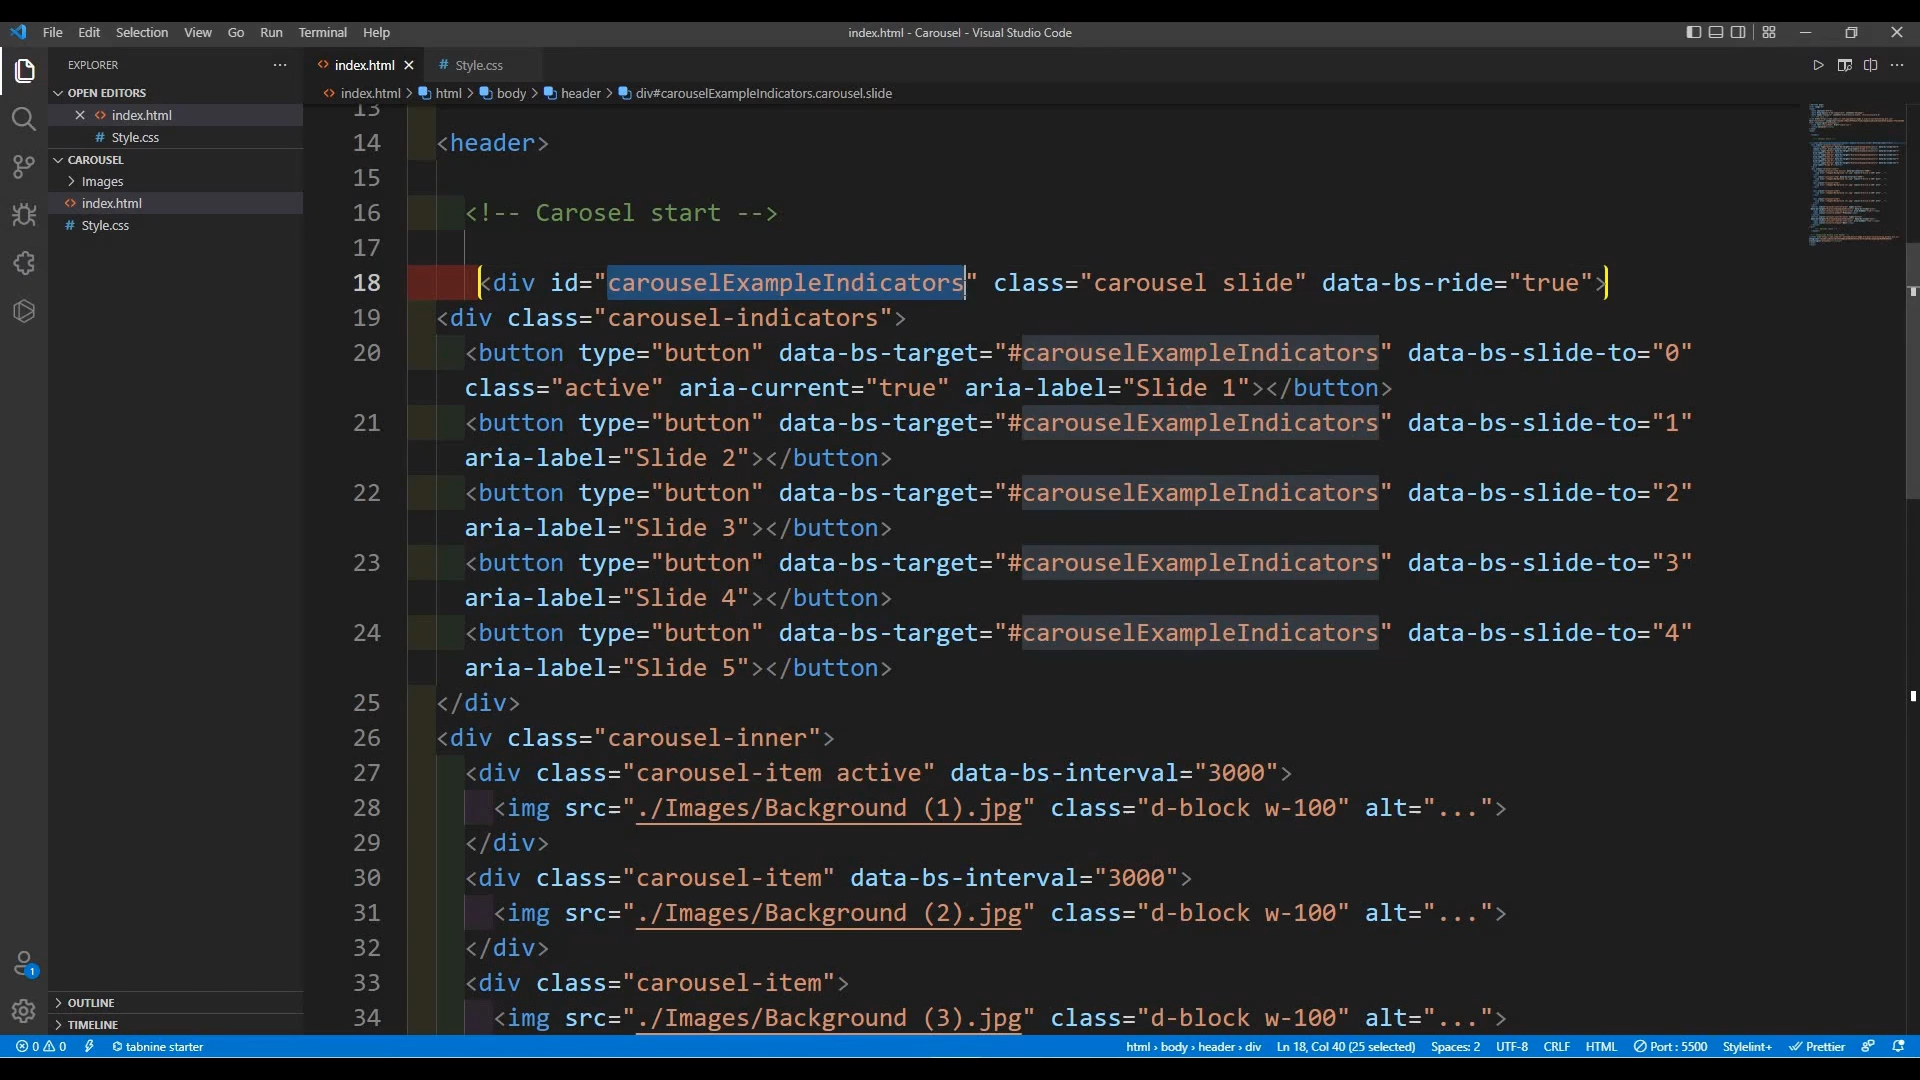 File Edit Selection View Go Run Terminal Help
index.html - Carousel - Visual Studio Code
EXPLORER
OPEN EDITORS
index.html
Style.css
CAROUSEL
Images
index.html
Style.css
OUTLINE
TIMELINE
index.html
# Style.css
index.html > html > body > header > div#carouselExampleIndicators.carousel.slide
13
14 <header>
15
16 <!-- Carosel start -->
17
18 <div id="carouselExampleIndicators" class="carousel slide" data-bs-ride="true">
19 <div class="carousel-indicators">
20 <button type="button" data-bs-target="#carouselExampleIndicators" data-bs-slide-to="0"
class="active" aria-current="true" aria-label="Slide 1"></button>
21 <button type="button" data-bs-target="#carouselExampleIndicators" data-bs-slide-to="1"
aria-label="Slide 2"></button>
22 <button type="button" data-bs-target="#carouselExampleIndicators" data-bs-slide-to="2"
aria-label="Slide 3"></button>
23 <button type="button" data-bs-target="#carouselExampleIndicators" data-bs-slide-to="3"
aria-label="Slide 4"></button>
24 <button type="button" data-bs-target="#carouselExampleIndicators" data-bs-slide-to="4"
aria-label="Slide 5"></button>
25 </div>
26 <div class="carousel-inner">
27 <div class="carousel-item active" data-bs-interval="3000">
28 <img src="./Images/Background (1).jpg" class="d-block w-100" alt="...">
29 </div>
30 <div class="carousel-item" data-bs-interval="3000">
31 <img src="./Images/Background (2).jpg" class="d-block w-100" alt="...">
32 </div>
33 <div class="carousel-item">
34 <img src="./Images/Background (3).jpg" class="d-block w-100" alt="...">
1
0 0 tabnine starter
html > body > header > div Ln 18, Col 40 (25 selected) Spaces: 2 UTF-8 CRLF HTML Port : 5500 Stylelint+ Prettier